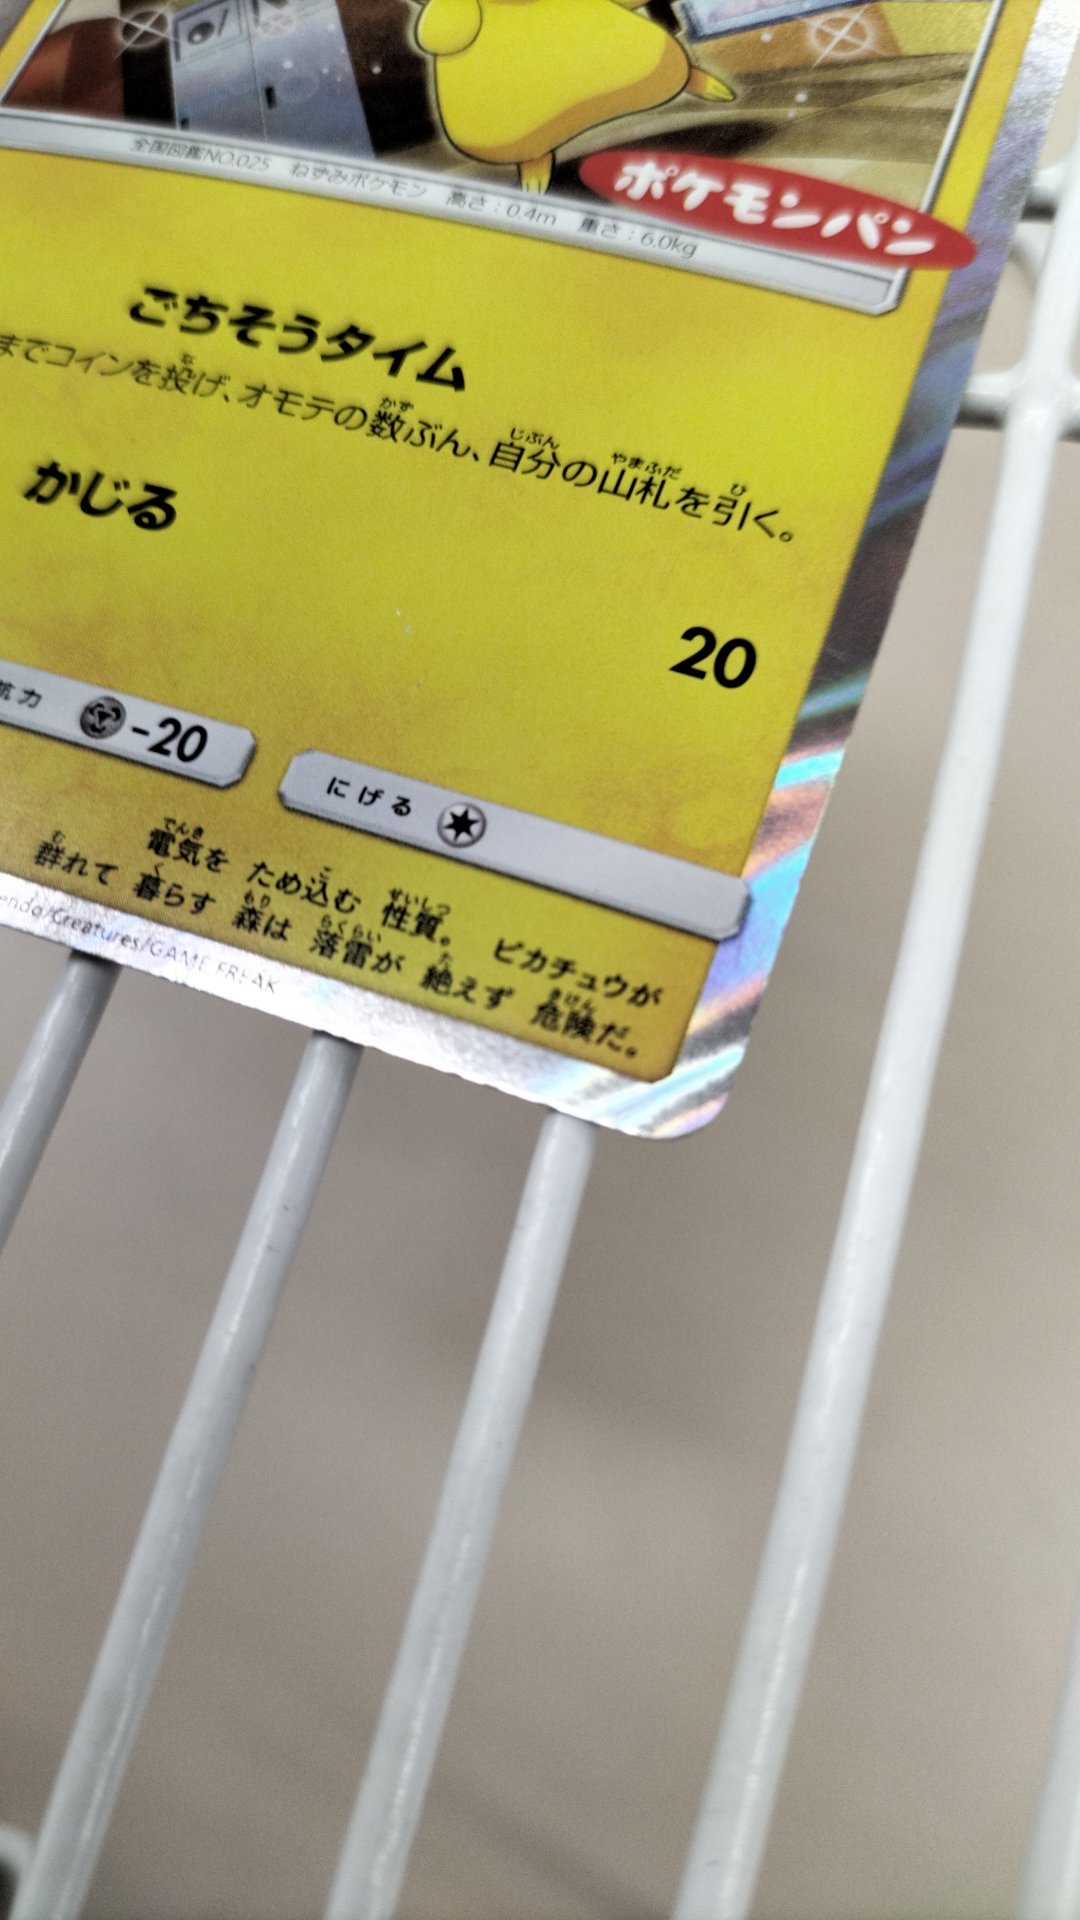 全国図鑑NO.025 ねずみポケモン 高さ:0.4m 重さ:6.0kg
ポケモンパン
ごちそうタイム
までコインを投げ、オモテの数ぶん、自分の山札を引く。
かじる
20
抗力 -20
にげる
電気を ため込む 性質。 ピカチュウが
群れて 暮らす 森は 落雷が 絶えず 危険だ。
endo/Creatures/GAME FREAK